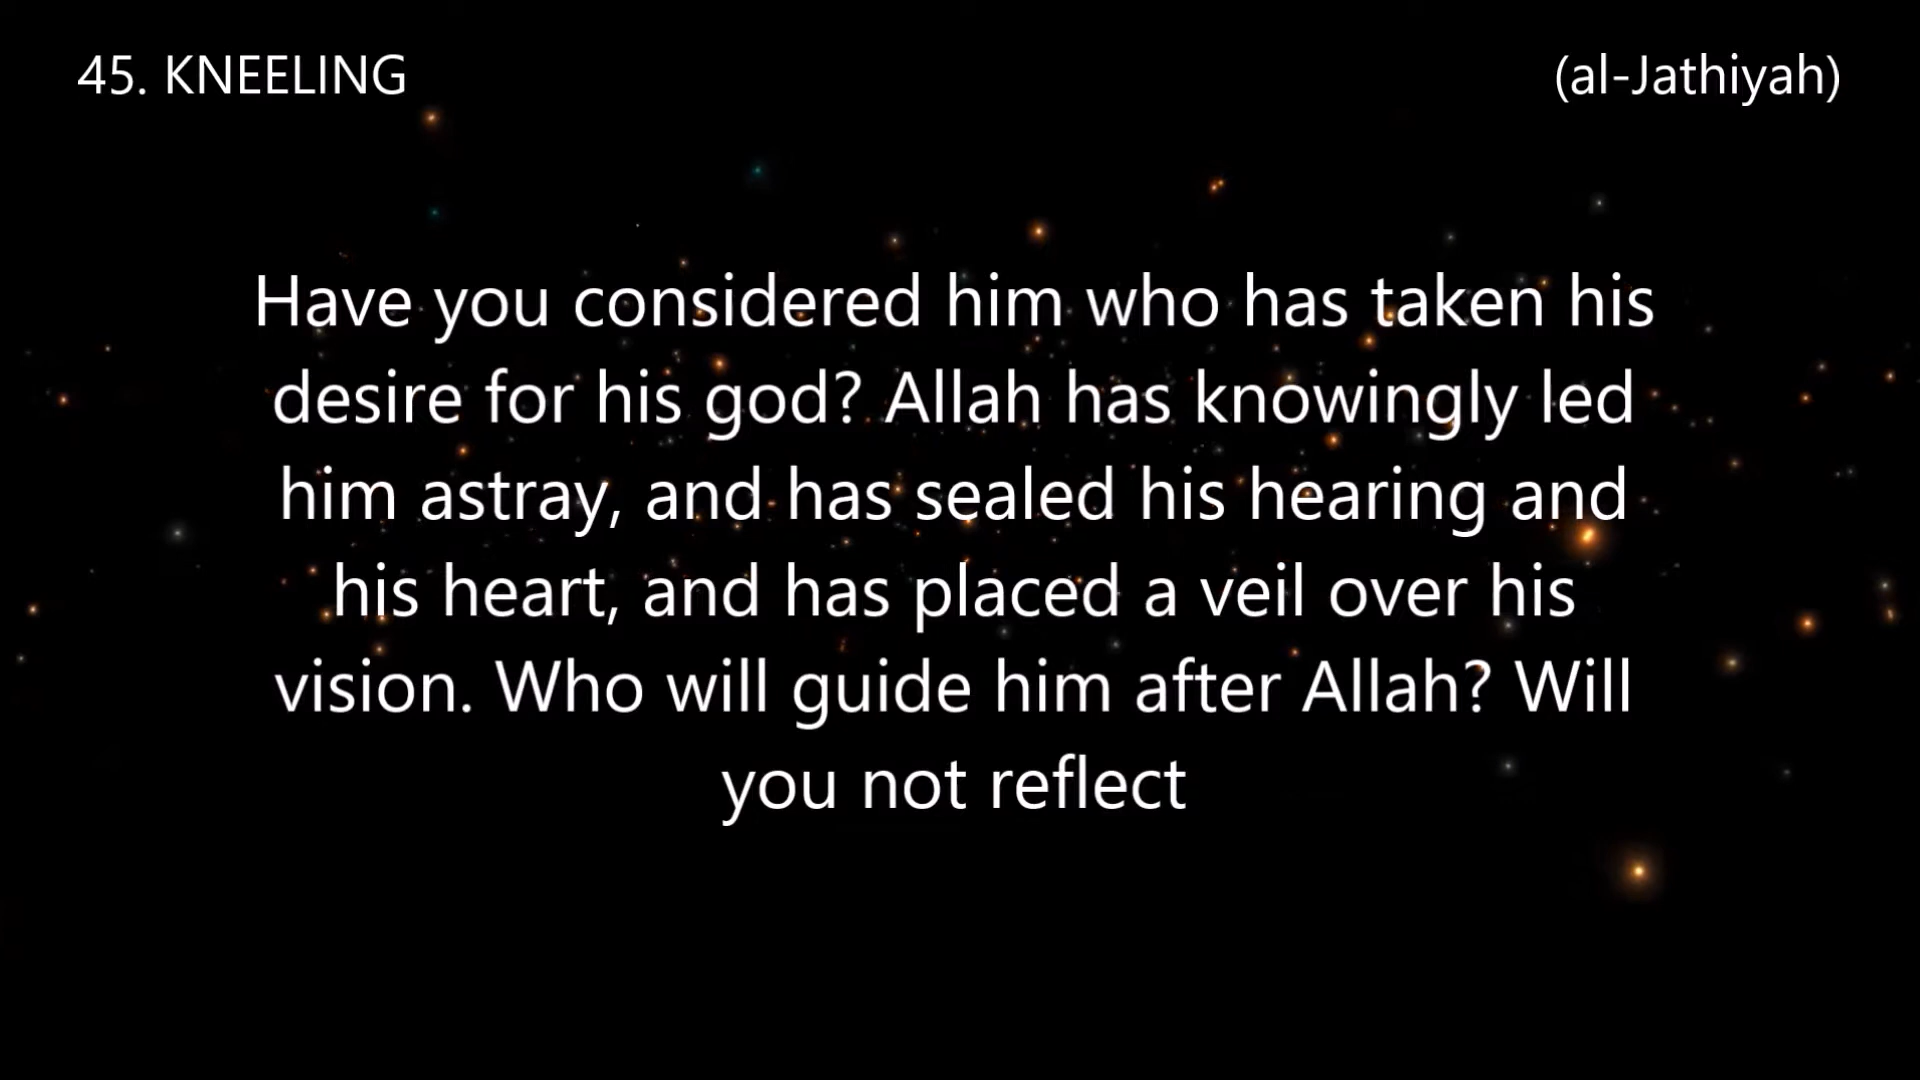 45. KNEELING
(al-Jathiyah)
Have you considered him who has taken his
desire for his god? Allah has knowingly led
him astray, and has sealed his hearing and
his heart, and has placed a veil over his
vision. Who will guide him after Allah? Will
you not reflect